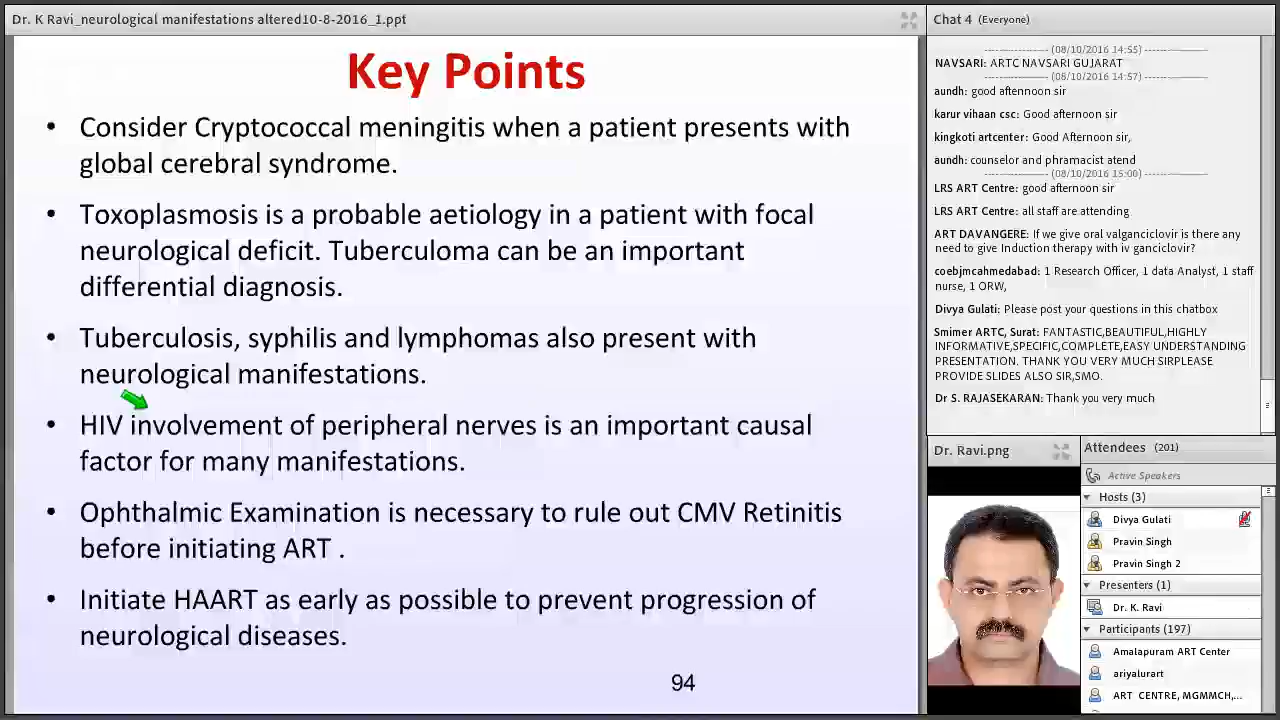 Dr. K Ravi_neurological manifestations altered10-8-2016_1.ppt
Key Points
• Consider Cryptococcal meningitis when a patient presents with
global cerebral syndrome.
• Toxoplasmosis is a probable aetiology in a patient with focal
neurological deficit. Tuberculoma can be an important
differential diagnosis.
• Tuberculosis, syphilis and lymphomas also present with
neurological manifestations.
• HIV involvement of peripheral nerves is an important causal
factor for many manifestations.
• Ophthalmic Examination is necessary to rule out CMV Retinitis
before initiating ART .
• Initiate HAART as early as possible to prevent progression of
neurological diseases.
94
Chat 4 (Everyone)
------------------ (08/10/2016 14:55) ------------------
NAVSARI: ARTC NAVSARI GUJARAT
------------------ (08/10/2016 14:57) ------------------
aundh: good afternoon sir
karur vihaan csc: Good afternoon sir
kingkoti artcenter: Good Afternoon sir,
aundh: counselor and phramacist atend
------------------ (08/10/2016 15:00) ------------------
LRS ART Centre: good afternoon sir
LRS ART Centre: all staff are attending
ART DAVANGERE: If we give oral valganciclovir is there any
need to give Induction therapy with iv ganciclovir?
coebjmcahmedabad: 1 Research Officer, 1 data Analyst, 1 staff
nurse, 1 ORW,
Divya Gulati: Please post your questions in this chatbox
Smimer ARTC, Surat: FANTASTIC,BEAUTIFUL,HIGHLY
INFORMATIVE,SPECIFIC,COMPLETE,EASY UNDERSTANDING
PRESENTATION. THANK YOU VERY MUCH SIRPLEASE
PROVIDE SLIDES ALSO SIR,SMO.
Dr S. RAJASEKARAN: Thank you very much
Dr. Ravi.png
Attendees (201)
Active Speakers
Hosts (3)
Divya Gulati
Pravin Singh
Pravin Singh 2
Presenters (1)
Dr. K. Ravi
Participants (197)
Amalapuram ART Center
ariyalurart
ART CENTRE, MGMMCH,...